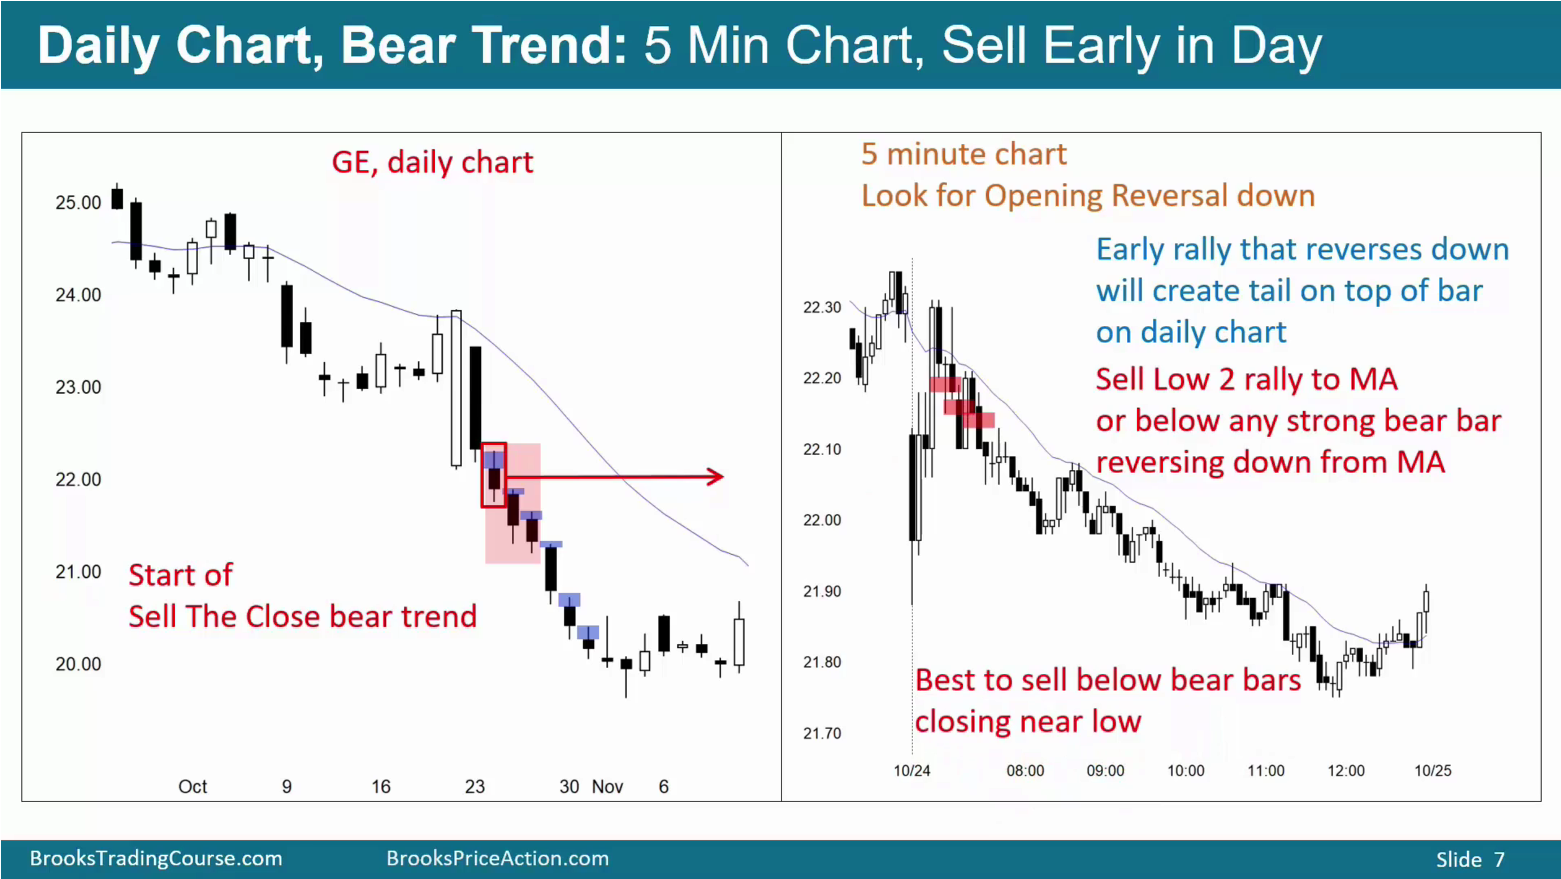 Daily Chart, Bear Trend: 5 Min Chart, Sell Early in Day
GE, daily chart
25.00
24.00
23.00
22.00
21.00
20.00
Start of
Sell The Close bear trend
Oct 9 16 23 30 Nov 6
5 minute chart
Look for Opening Reversal down
Early rally that reverses down
will create tail on top of bar
on daily chart
Sell Low 2 rally to MA
or below any strong bear bar
reversing down from MA
22.30
22.20
22.10
22.00
21.90
21.80
21.70
Best to sell below bear bars
closing near low
10/24 08:00 09:00 10:00 11:00 12:00 10/25
BrooksTradingCourse.com BrooksPriceAction.com Slide 7